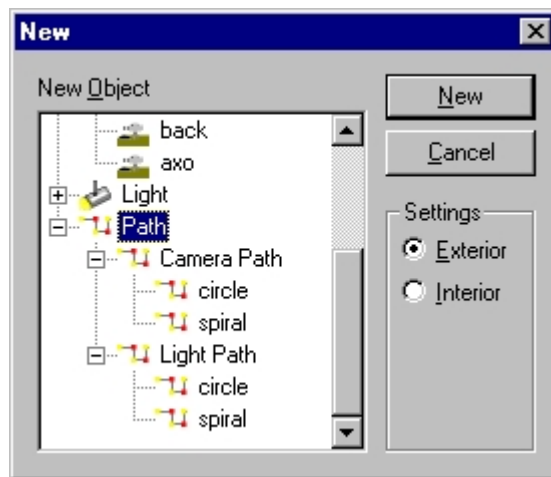 New
New Object
back
axo
Light
Path
Camera Path
circle
spiral
Light Path
circle
spiral
New
Cancel
Settings
Exterior
Interior